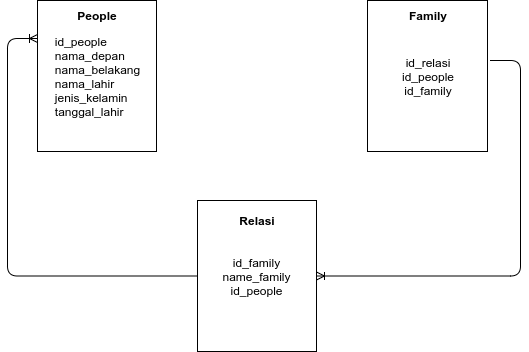 People
id_people
nama_depan
nama_belakang
nama_lahir
jenis_kelamin
tanggal_lahir
Family
id_relasi
id_people
id_family
Relasi
id_family
name_family
id_people